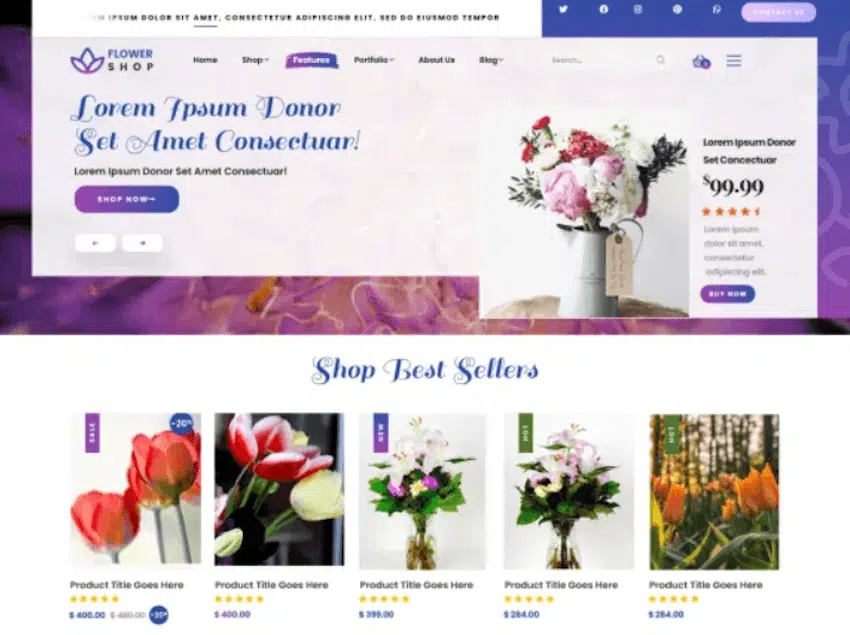 IPSUM DOLOR SIT AMET, CONSECTETUR ADIPISCING ELIT, SED DO EIUSMOD TEMPOR
CONTACT US
FLOWER
SHOP
Home
Shop
Features
Portfolio
About Us
Blog
Search...
Lorem Ipsum Donor
Set Amet Consectuar!
Lorem Ipsum Donor Set Amet Consectuar!
SHOP NOW→
←
→
Lorem Ipsum Donor
Set Concectuar
$99.99
Lorem Ipsum
dolor sit amet,
consectetur
adipiscing elit.
BUY NOW
Shop Best Sellers
SALE
-20%
NEW
HOT
HOT
Product Title Goes Here
Product Title Goes Here
Product Title Goes Here
Product Title Goes Here
Product Title Goes Here
$ 400.00 $ 480.00 -20%
$ 400.00
$ 399.00
$ 284.00
$ 284.00